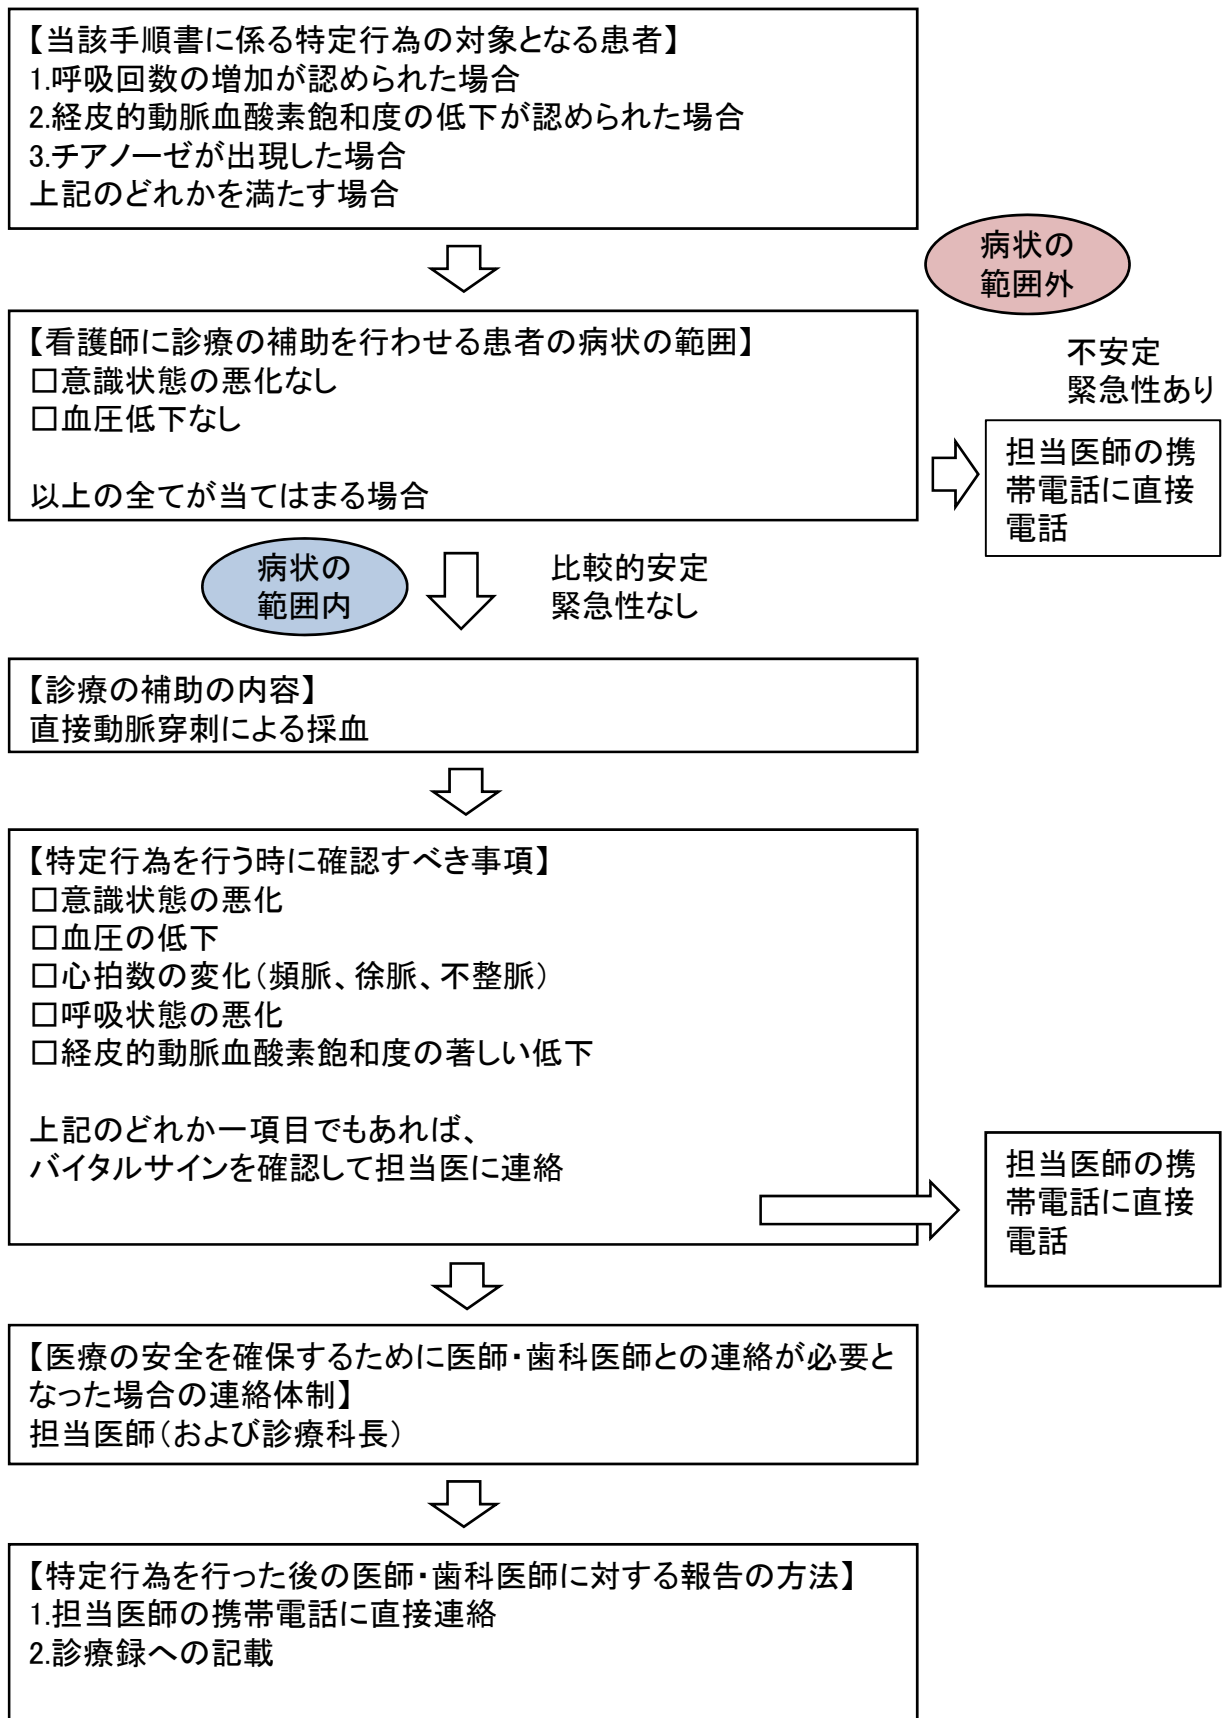 【当該手順書に係る特定行為の対象となる患者】
1.呼吸回数の増加が認められた場合
2.経皮的動脈血酸素飽和度の低下が認められた場合
3.チアノーゼが出現した場合
上記のどれかを満たす場合
病状の
範囲外
【看護師に診療の補助を行わせる患者の病状の範囲】
□意識状態の悪化なし
□血圧低下なし
以上の全てが当てはまる場合
不安定
緊急性あり
担当医師の携
帯電話に直接
電話
病状の
範囲内
比較的安定
緊急性なし
【診療の補助の内容】
直接動脈穿刺による採血
【特定行為を行う時に確認すべき事項】
□意識状態の悪化
□血圧の低下
□心拍数の変化（頻脈、徐脈、不整脈）
□呼吸状態の悪化
□経皮的動脈血酸素飽和度の著しい低下
上記のどれか一項目でもあれば、
バイタルサインを確認して担当医に連絡
担当医師の携
帯電話に直接
電話
【医療の安全を確保するために医師・歯科医師との連絡が必要と
なった場合の連絡体制】
担当医師（および診療科長）
【特定行為を行った後の医師・歯科医師に対する報告の方法】
1.担当医師の携帯電話に直接連絡
2.診療録への記載